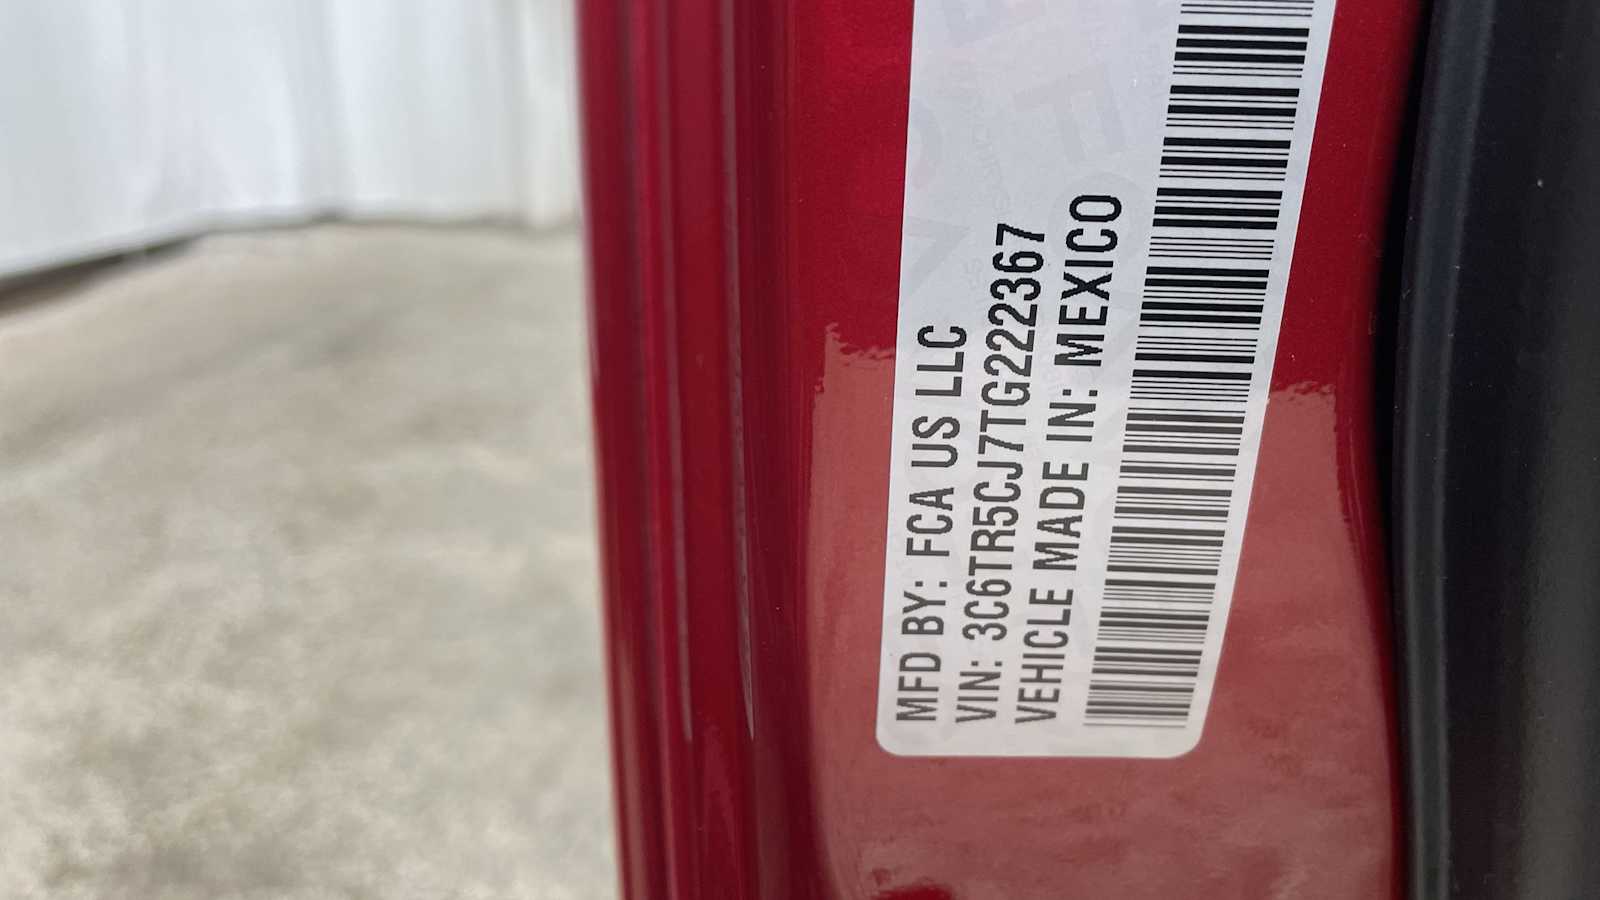 MFD BY: FCA US LLC
VIN: 3C6TR5CJ7TG222367
VEHICLE MADE IN: MEXICO